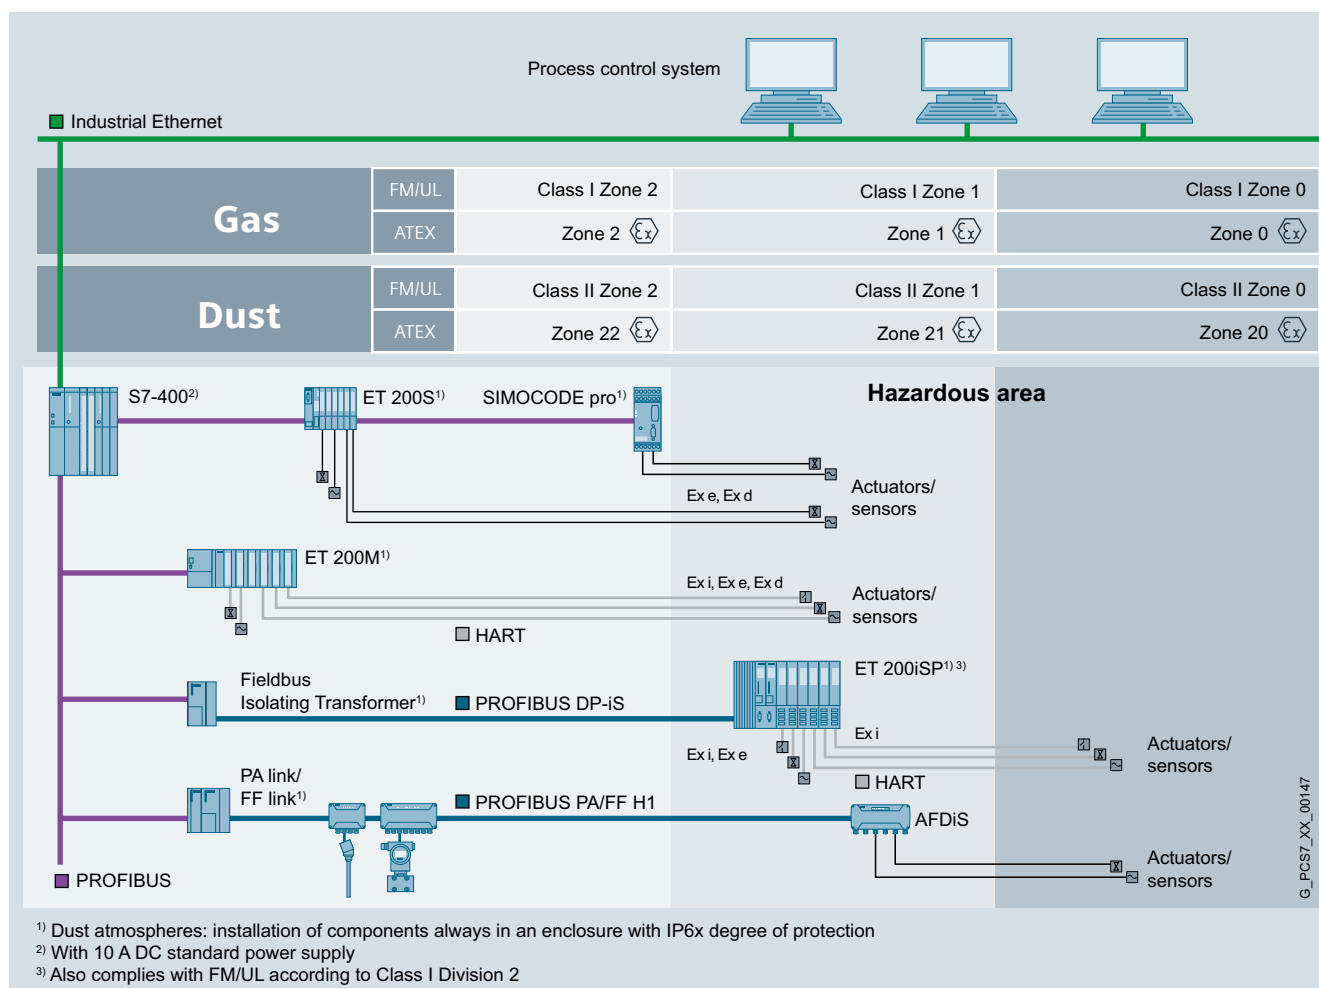 Process control system
Industrial Ethernet
Gas
FM/UL
Class I Zone 2
Class I Zone 1
Class I Zone 0
ATEX
Zone 2 Ex
Zone 1 Ex
Zone 0 Ex
Dust
FM/UL
Class II Zone 2
Class II Zone 1
Class II Zone 0
ATEX
Zone 22 Ex
Zone 21 Ex
Zone 20 Ex
Hazardous area
S7-400²⁾
ET 200S¹⁾
SIMOCODE pro¹⁾
Ex e, Ex d
Actuators/
sensors
ET 200M¹⁾
Ex i, Ex e, Ex d
Actuators/
sensors
HART
Fieldbus
Isolating Transformer¹⁾
PROFIBUS DP-iS
ET 200iSP¹⁾ ³⁾
Ex i
Ex i, Ex e
Actuators/
sensors
HART
PA link/
FF link¹⁾
PROFIBUS PA/FF H1
AFDiS
Actuators/
sensors
PROFIBUS
G_PCS7_XX_00147
¹⁾ Dust atmospheres: installation of components always in an enclosure with IP6x degree of protection
²⁾ With 10 A DC standard power supply
³⁾ Also complies with FM/UL according to Class I Division 2